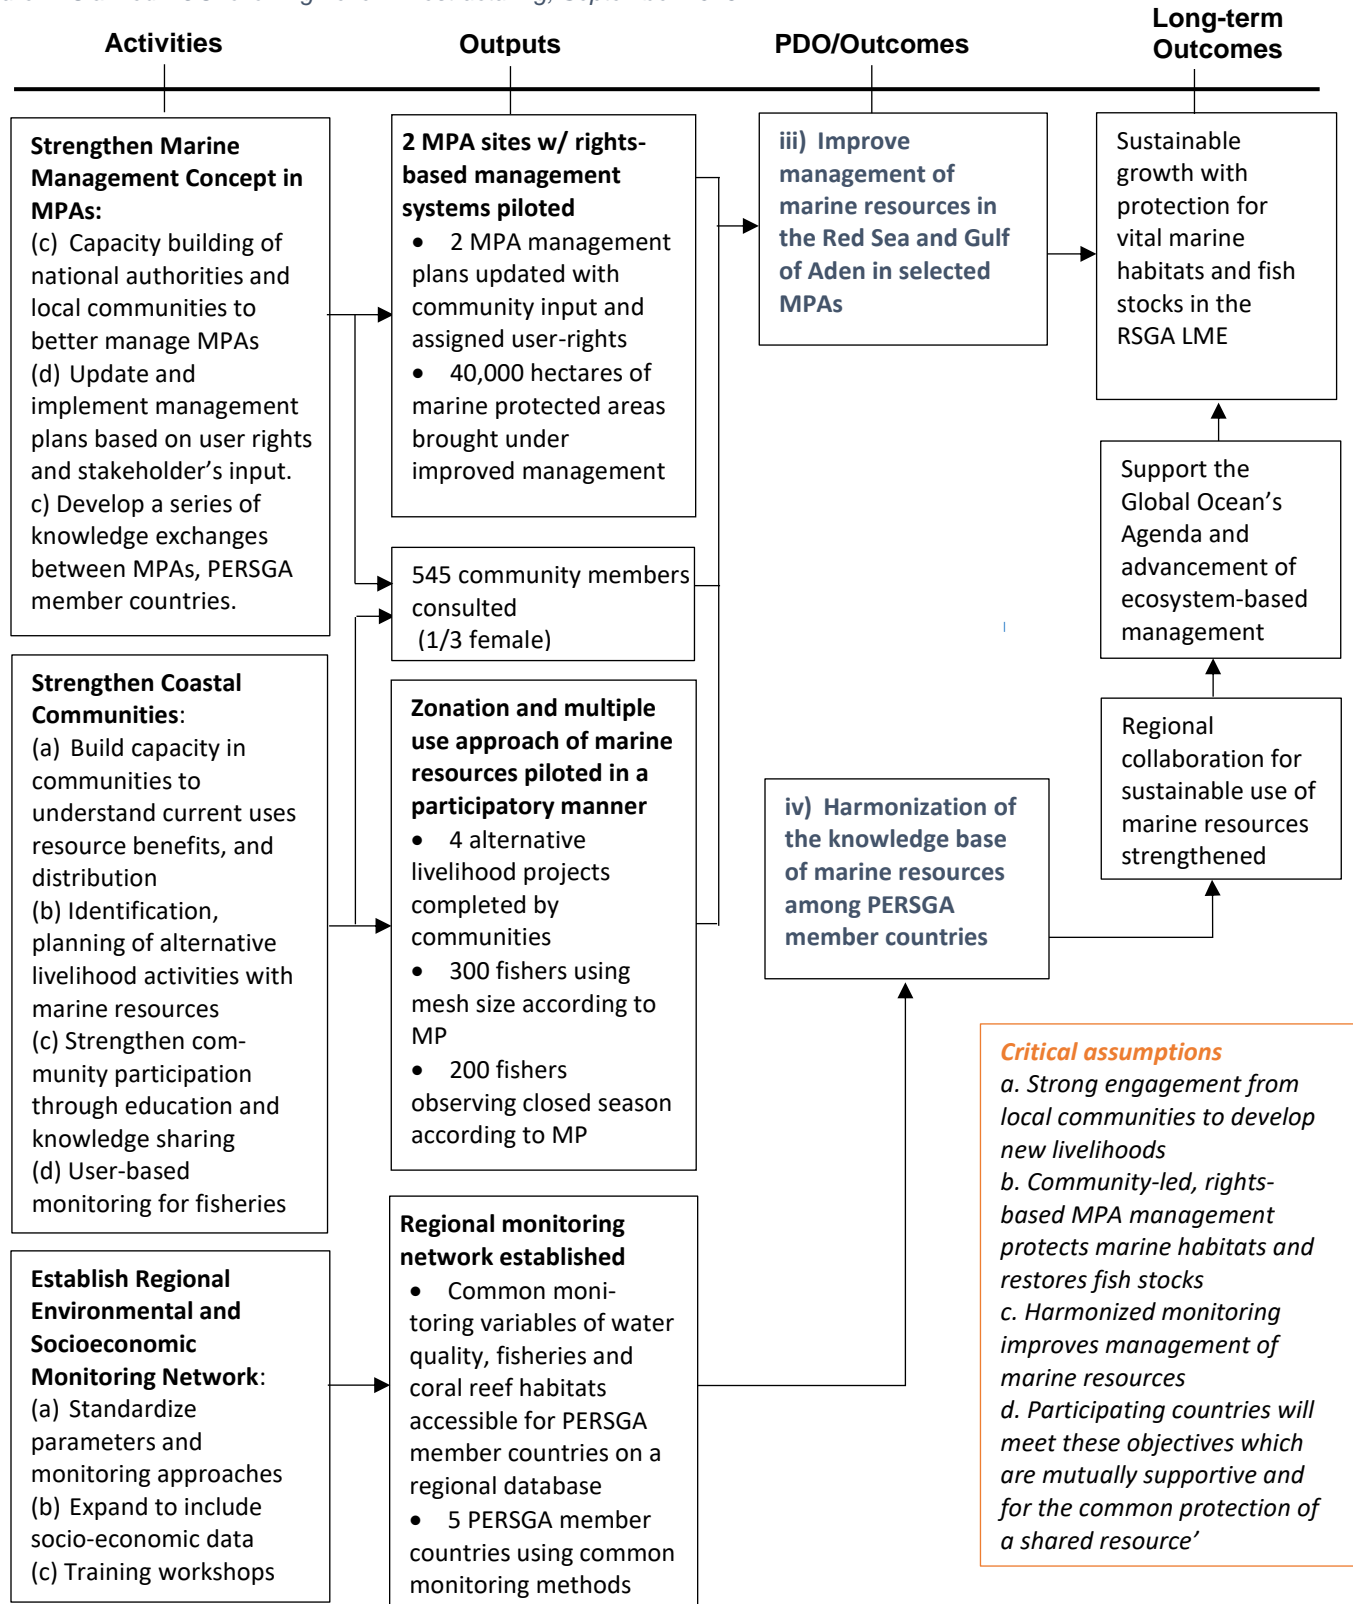 Activities
Outputs
PDO/Outcomes
Long-term
Outcomes
Strengthen Marine
Management Concept in
MPAs:
(c) Capacity building of
national authorities and
local communities to
better manage MPAs
(d) Update and
implement management
plans based on user rights
and stakeholder’s input.
c) Develop a series of
knowledge exchanges
between MPAs, PERSGA
member countries.
Strengthen Coastal
Communities:
(a) Build capacity in
communities to
understand current uses
resource benefits, and
distribution
(b) Identification,
planning of alternative
livelihood activities with
marine resources
(c) Strengthen com-
munity participation
through education and
knowledge sharing
(d) User-based
monitoring for fisheries
Establish Regional
Environmental and
Socioeconomic
Monitoring Network:
(a) Standardize
parameters and
monitoring approaches
(b) Expand to include
socio-economic data
(c) Training workshops
2 MPA sites w/ rights-
based management
systems piloted
• 2 MPA management
plans updated with
community input and
assigned user-rights
• 40,000 hectares of
marine protected areas
brought under
improved management
545 community members
consulted
(1/3 female)
Zonation and multiple
use approach of marine
resources piloted in a
participatory manner
• 4 alternative
livelihood projects
completed by
communities
• 300 fishers using
mesh size according to
MP
• 200 fishers
observing closed season
according to MP
Regional monitoring
network established
• Common moni-
toring variables of water
quality, fisheries and
coral reef habitats
accessible for PERSGA
member countries on a
regional database
• 5 PERSGA member
countries using common
monitoring methods
iii) Improve
management of
marine resources in
the Red Sea and Gulf
of Aden in selected
MPAs
iv) Harmonization of
the knowledge base
of marine resources
among PERSGA
member countries
Sustainable
growth with
protection for
vital marine
habitats and fish
stocks in the
RSGA LME
Support the
Global Ocean’s
Agenda and
advancement of
ecosystem-based
management
Regional
collaboration for
sustainable use of
marine resources
strengthened
Critical assumptions
a. Strong engagement from
local communities to develop
new livelihoods
b. Community-led, rights-
based MPA management
protects marine habitats and
restores fish stocks
c. Harmonized monitoring
improves management of
marine resources
d. Participating countries will
meet these objectives which
are mutually supportive and
for the common protection of
a shared resource’